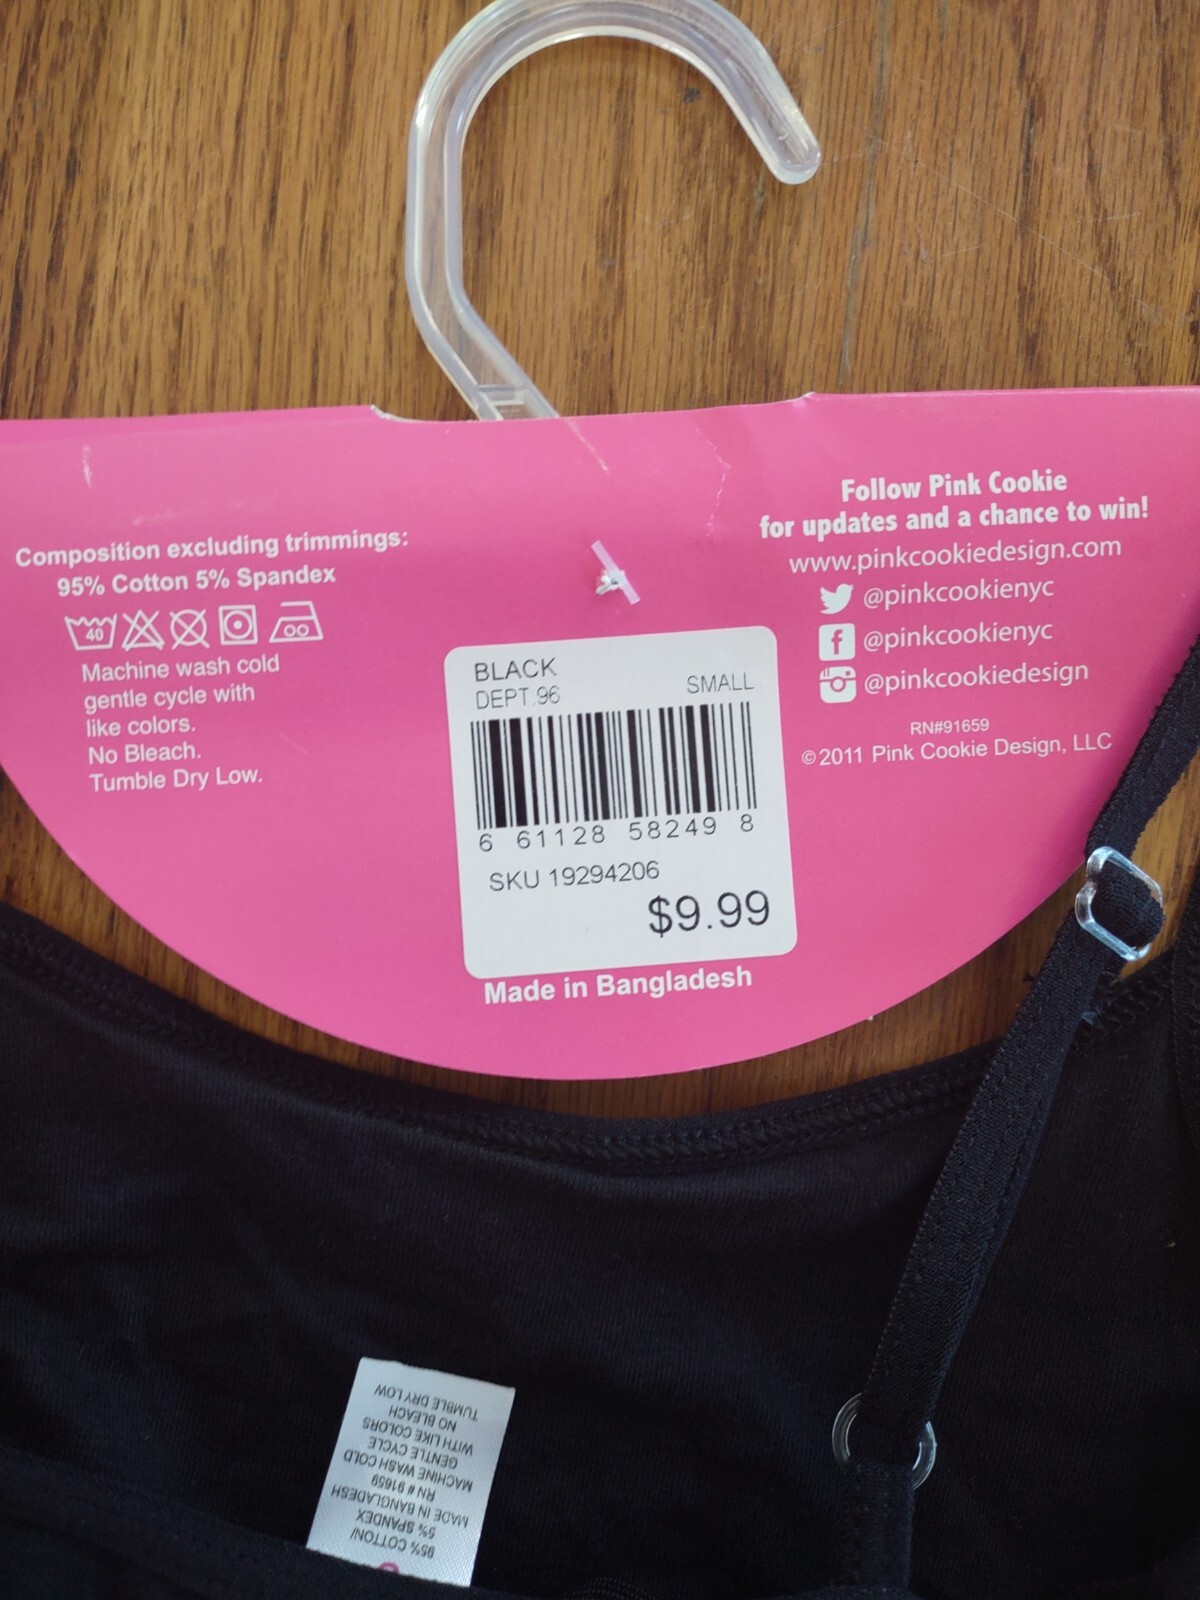 Composition excluding trimmings:
95% Cotton 5% Spandex
40
Machine wash cold
gentle cycle with
like colors.
No Bleach.
Tumble Dry Low.
BLACK
DEPT.96
SMALL
6 61128 58249 8
SKU 19294206
$9.99
Made in Bangladesh
Follow Pink Cookie
for updates and a chance to win!
www.pinkcookiedesign.com
@pinkcookienyc
f @pinkcookienyc
@pinkcookiedesign
RN#91659
©2011 Pink Cookie Design, LLC
95% COTTON/
5% SPANDEX
MADE IN BANGLADESH
RN # 91659
MACHINE WASH COLD
GENTLE CYCLE
WITH LIKE COLORS
NO BLEACH
TUMBLE DRY LOW